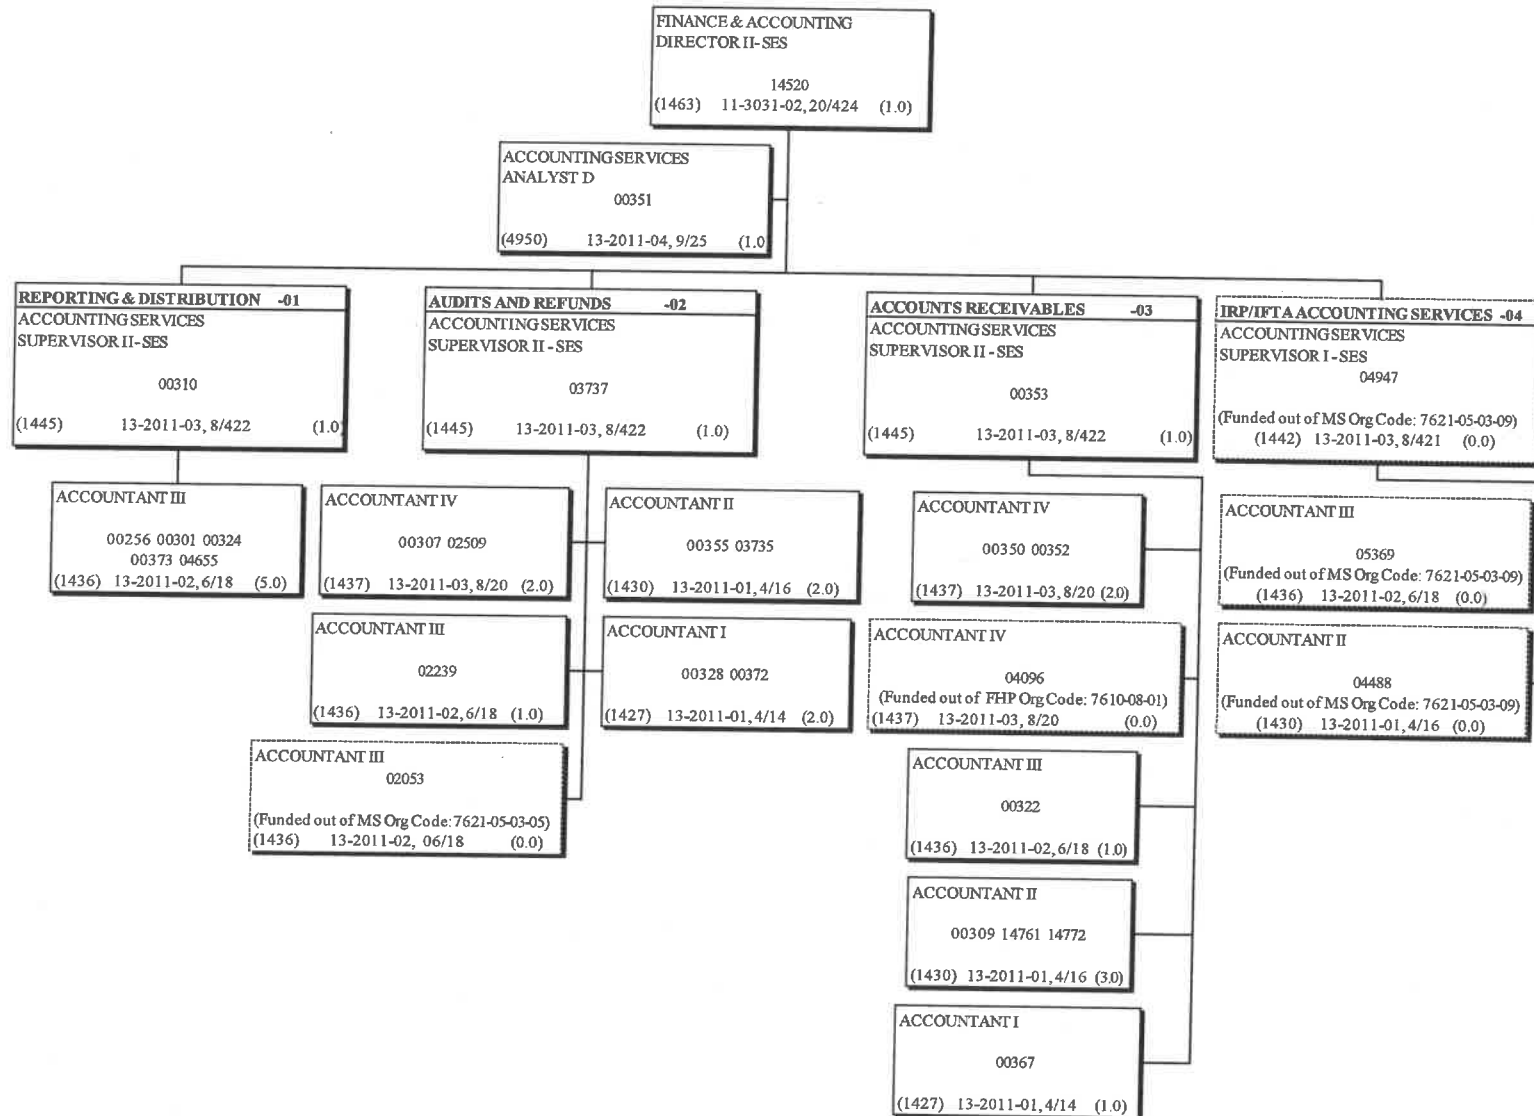 FINANCE & ACCOUNTING
DIRECTOR II-SES
14520
(1463) 11-3031-02, 20/424 (1.0)
ACCOUNTING SERVICES
ANALYST D
00351
(4950) 13-2011-04, 9/25 (1.0
REPORTING & DISTRIBUTION -01
ACCOUNTING SERVICES
SUPERVISOR II-SES
00310
(1445) 13-2011-03, 8/422 (1.0)
AUDITS AND REFUNDS -02
ACCOUNTING SERVICES
SUPERVISOR II - SES
03737
(1445) 13-2011-03, 8/422 (1.0)
ACCOUNTS RECEIVABLES -03
ACCOUNTING SERVICES
SUPERVISOR II - SES
00353
(1445) 13-2011-03, 8/422 (1.0)
IRP/IFTA ACCOUNTING SERVICES -04
ACCOUNTING SERVICES
SUPERVISOR I - SES
04947
(Funded out of MS Org Code: 7621-05-03-09)
(1442) 13-2011-03, 8/421 (0.0)
ACCOUNTANT III
00256 00301 00324
00373 04655
(1436) 13-2011-02, 6/18 (5.0)
ACCOUNTANT IV
00307 02509
(1437) 13-2011-03, 8/20 (2.0)
ACCOUNTANT II
00355 03735
(1430) 13-2011-01, 4/16 (2.0)
ACCOUNTANT III
02239
(1436) 13-2011-02, 6/18 (1.0)
ACCOUNTANT I
00328 00372
(1427) 13-2011-01, 4/14 (2.0)
ACCOUNTANT III
02053
(Funded out of MS Org Code: 7621-05-03-05)
(1436) 13-2011-02, 06/18 (0.0)
ACCOUNTANT IV
00350 00352
(1437) 13-2011-03, 8/20 (2.0)
ACCOUNTANT IV
04096
(Funded out of FHP Org Code: 7610-08-01)
(1437) 13-2011-03, 8/20 (0.0)
ACCOUNTANT III
00322
(1436) 13-2011-02, 6/18 (1.0)
ACCOUNTANT II
00309 14761 14772
(1430) 13-2011-01, 4/16 (3.0)
ACCOUNTANT I
00367
(1427) 13-2011-01, 4/14 (1.0)
ACCOUNTANT III
05369
(Funded out of MS Org Code: 7621-05-03-09)
(1436) 13-2011-02, 6/18 (0.0)
ACCOUNTANT II
04488
(Funded out of MS Org Code: 7621-05-03-09)
(1430) 13-2011-01, 4/16 (0.0)